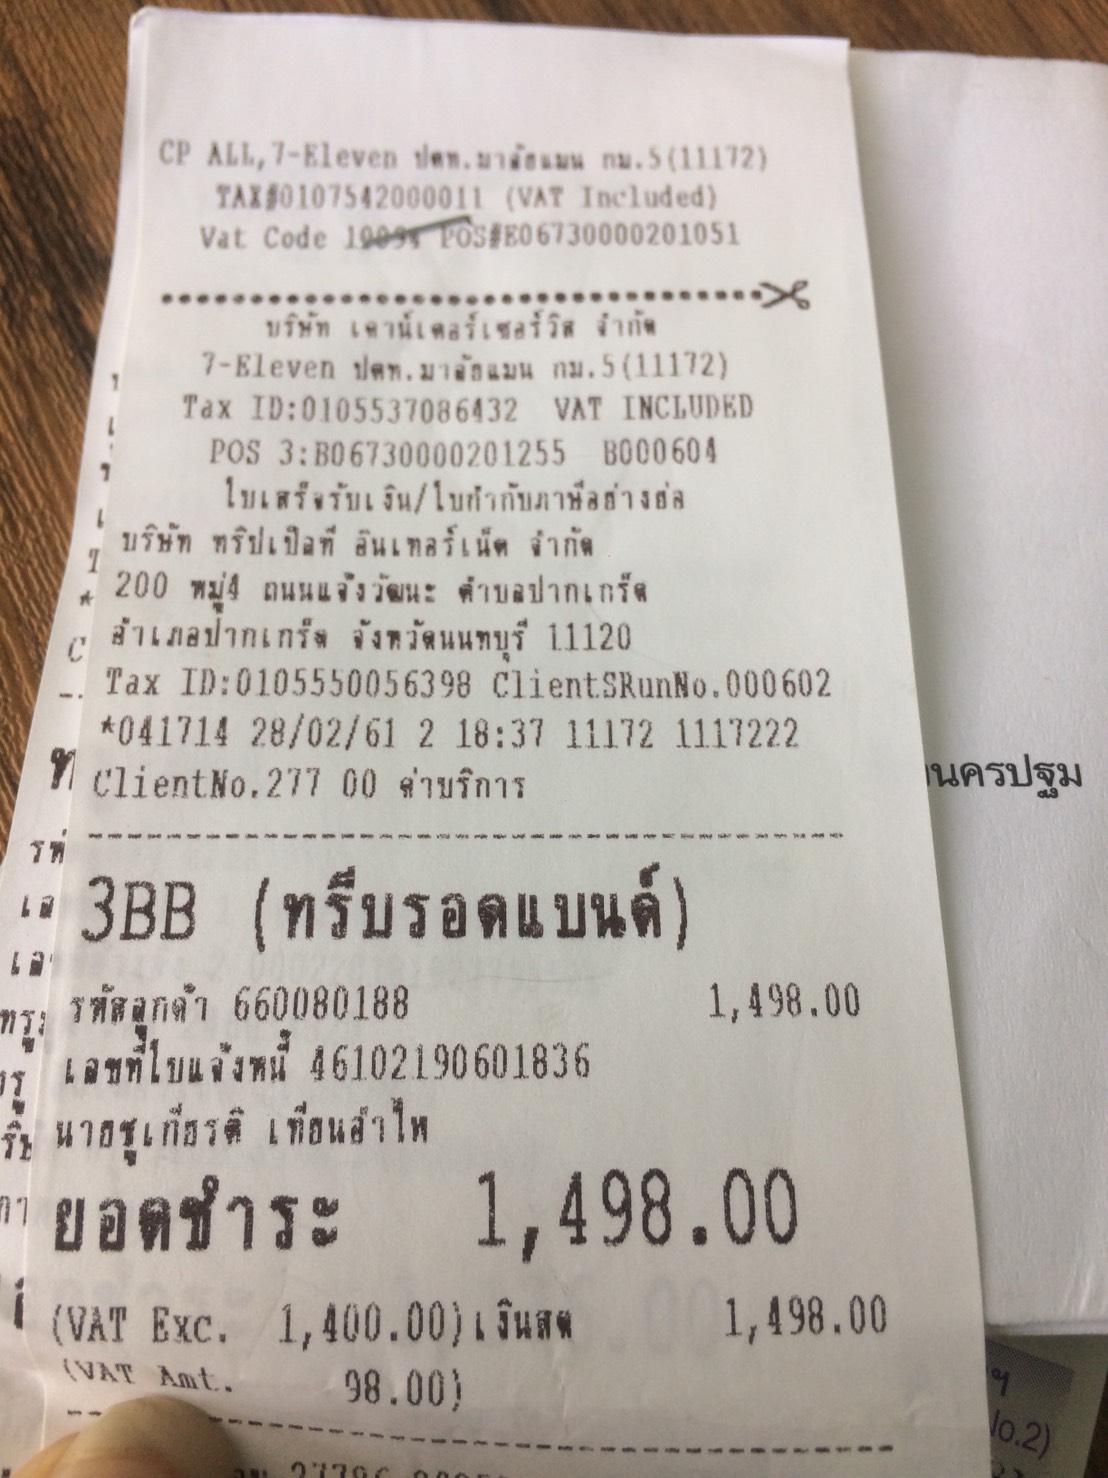 CP ALL,7-Eleven ปตท.มาลัยแมน กม.5(11172)
TAX#0107542000011 (VAT Included)
Vat Code POS#E06730000201051
บริษัท เคาน์เตอร์เซอร์วิส จำกัด
7-Eleven ปตท.มาลัยแมน กม.5(11172)
Tax ID:0105537086432 VAT INCLUDED
POS 3:B06730000201255 B000604
ใบเสร็จรับเงิน/ใบกำกับภาษีอย่างย่อ
บริษัท ทริปเปิลที อินเทอร์เน็ต จำกัด
200 หมู่4 ถนนแจ้งวัฒนะ ตำบลปากเกร็ด
อำเภอปากเกร็ด จังหวัดนนทบุรี 11120
Tax ID:0105550056398 ClientSRunNo.000602
*041714 28/02/61 2 18:37 11172 1117222
ClientNo.277 00 ค่าบริการ
3BB (ทรีบรอดแบนด์)
รหัสลูกค้า 660080188 1,498.00
เลขที่ใบแจ้งหนี้ 46102190601836
นายชูเกียรติ เทียนอำไพ
ยอดชำระ 1,498.00
(VAT Exc. 1,400.00)เงินสด 1,498.00
(VAT Amt. 98.00)
นครปฐม
No.2)